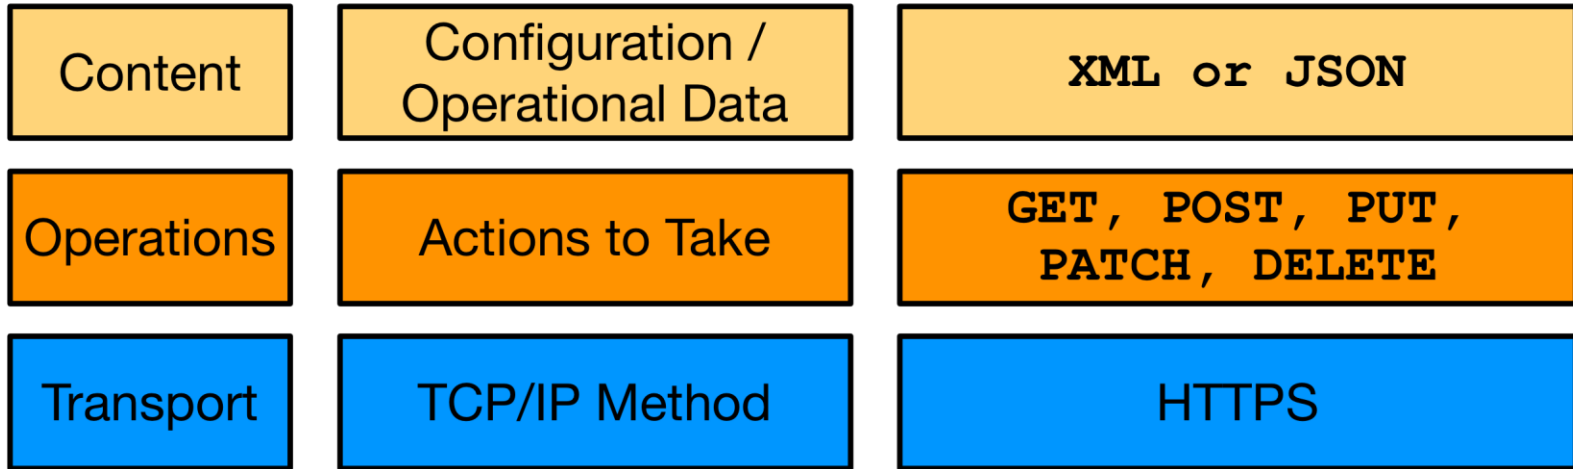 Content
Configuration /
Operational Data
XML or JSON
Operations
Actions to Take
GET, POST, PUT,
PATCH, DELETE
Transport
TCP/IP Method
HTTPS